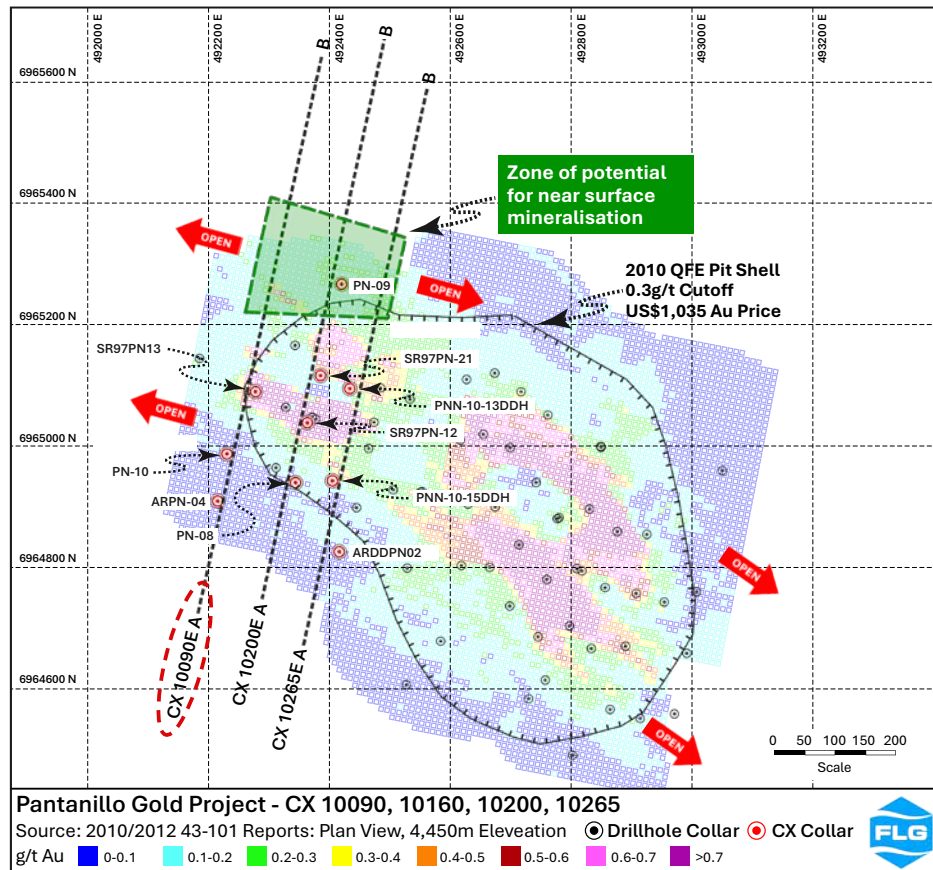 492000 E
492200 E
492400 E
492600 E
492800 E
493000 E
493200 E
B
B
B
6965600 N
6965400 N
6965200 N
6965000 N
6964800 N
6964600 N
Zone of potential
for near surface
mineralisation
OPEN
OPEN
2010 QFE Pit Shell
0.3g/t Cutoff
US$1,035 Au Price
PN-09
SR97PN13
SR97PN-21
PNN-10-13DDH
OPEN
SR97PN-12
PN-10
PNN-10-15DDH
ARPN-04
PN-08
ARDDPN02
OPEN
CX 10090E A
CX 10200E A
CX 10265E A
OPEN
0 50 100 150 200
Scale
Pantanillo Gold Project - CX 10090, 10160, 10200, 10265
Source: 2010/2012 43-101 Reports: Plan View, 4,450m Eleveation
Drillhole Collar
CX Collar
g/t Au 0-0.1 0.1-0.2 0.2-0.3 0.3-0.4 0.4-0.5 0.5-0.6 0.6-0.7 >0.7
FLG